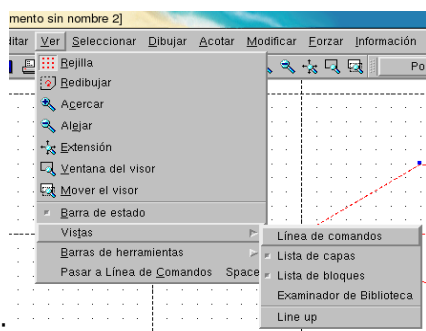 mento sin nombre 2]
ditar Ver Seleccionar Dibujar Acotar Modificar Forzar Información
Po
Rejilla
Redibujar
Acercar
Alejar
Extensión
Ventana del visor
Mover el visor
Barra de estado
Vistas
Línea de comandos
Barras de herramientas
Lista de capas
Pasar a Línea de Comandos Space
Lista de bloques
Examinador de Biblioteca
Line up
.